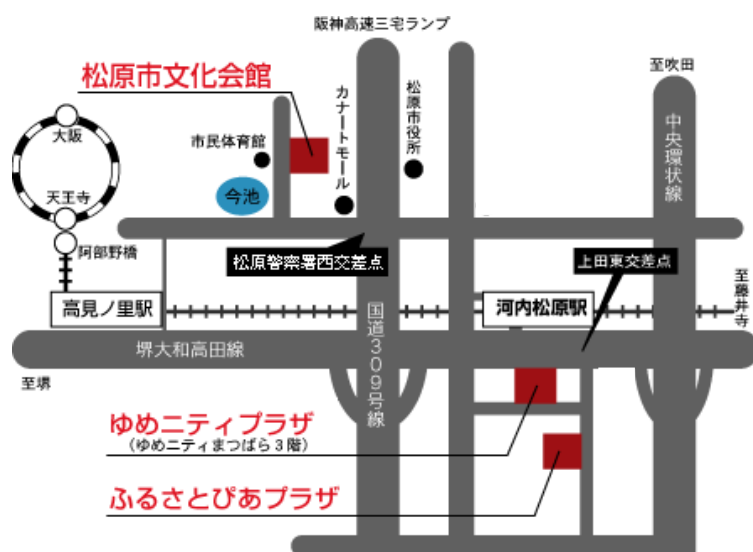 阪神高速三宅ランプ
至吹田
松原市文化会館
大阪
カナートモール
松原市役所
中央環状線
市民体育館
天王寺
今池
阿部野橋
松原警察署西交差点
上田東交差点
至藤井寺
高見ノ里駅
河内松原駅
国道309号線
堺大和高田線
至堺
ゆめニティプラザ
(ゆめニティまつばら3階)
ふるさとぴあプラザ